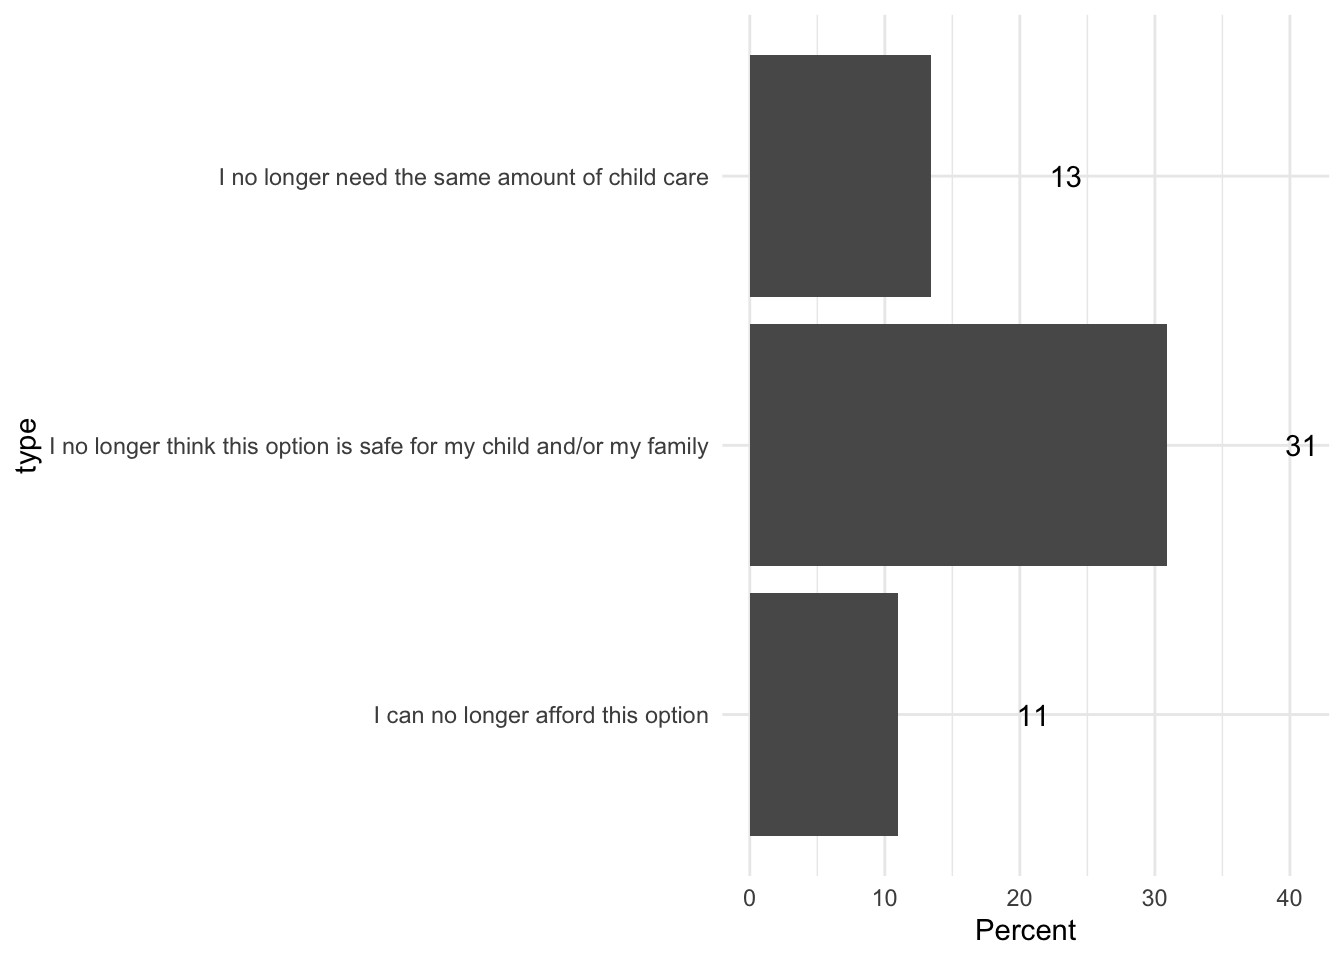 I no longer need the same amount of child care
13
type
I no longer think this option is safe for my child and/or my family
31
I can no longer afford this option
11
0 10 20 30 40
Percent